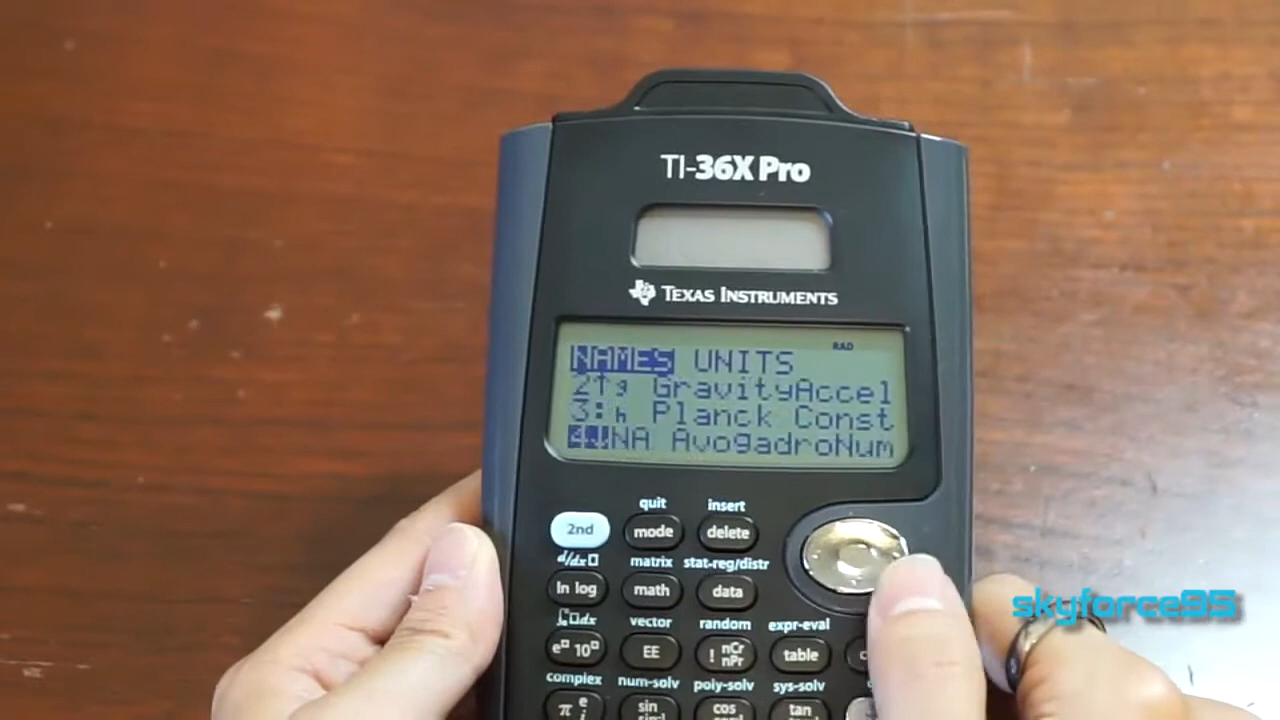 TI-36X Pro
TEXAS INSTRUMENTS
RAD
NAMES UNITS
2↑g GravityAccel
3:h Planck Const
4↓NA AvogadroNum
quit insert
2nd mode delete
d/dx□ matrix stat-reg/distr
ln log math data
∫□dx vector random expr-eval
e□ 10□ EE ! nCr nPr table
complex num-solv poly-solv sys-solv
π e i sin cos tan
skyforce95